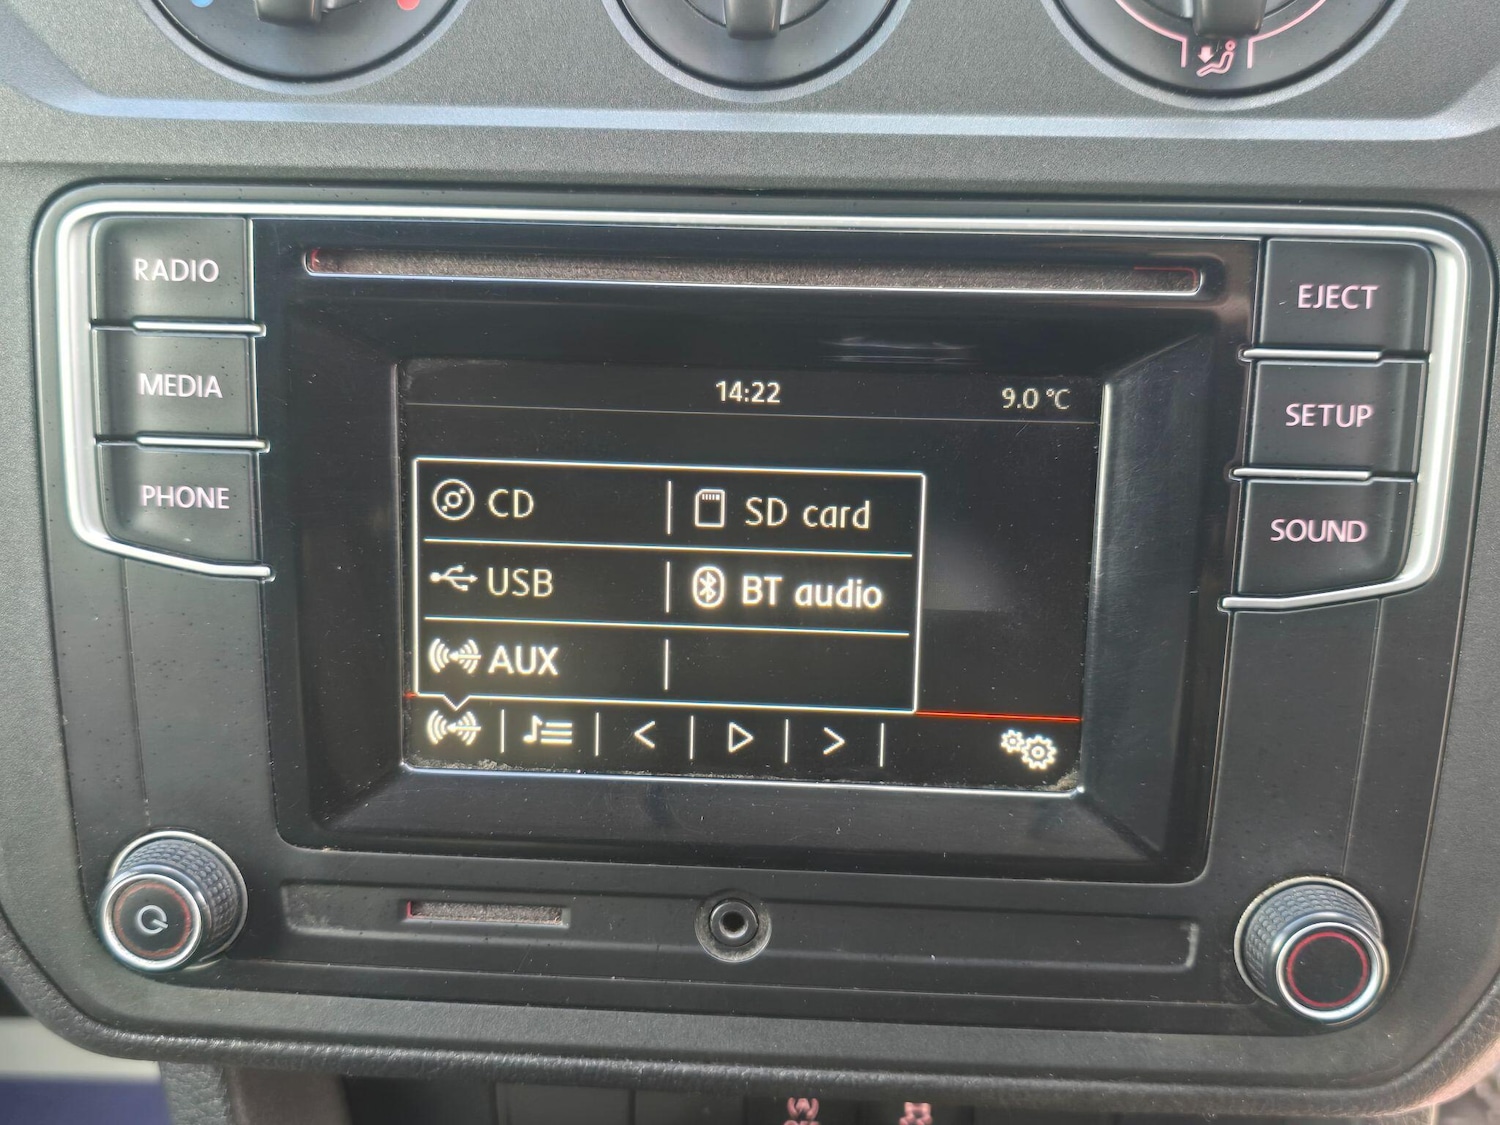 RADIO
MEDIA
PHONE
EJECT
SETUP
SOUND
14:22
9.0 °C
CD
SD card
USB
BT audio
AUX